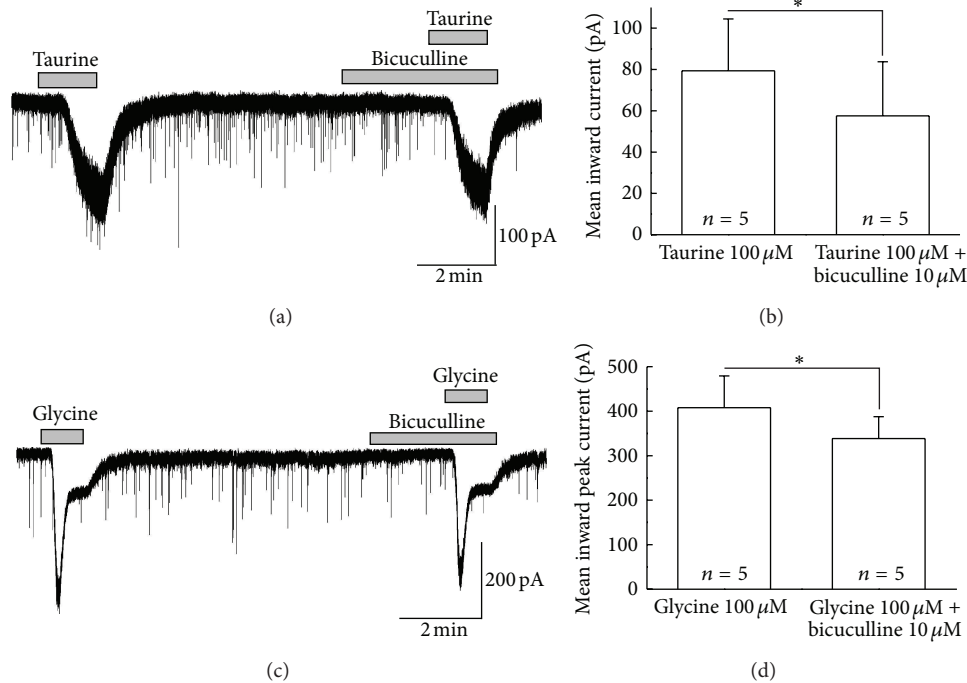 Taurine
Taurine
Bicuculline
100 pA
2 min
(a)
Mean inward current (pA)
100
80
60
40
20
0
*
n = 5
n = 5
Taurine 100 μM
Taurine 100 μM +
bicuculline 10 μM
(b)
Glycine
Glycine
Bicuculline
200 pA
2 min
(c)
Mean inward peak current (pA)
500
400
300
200
100
0
*
n = 5
n = 5
Glycine 100 μM
Glycine 100 μM +
bicuculline 10 μM
(d)